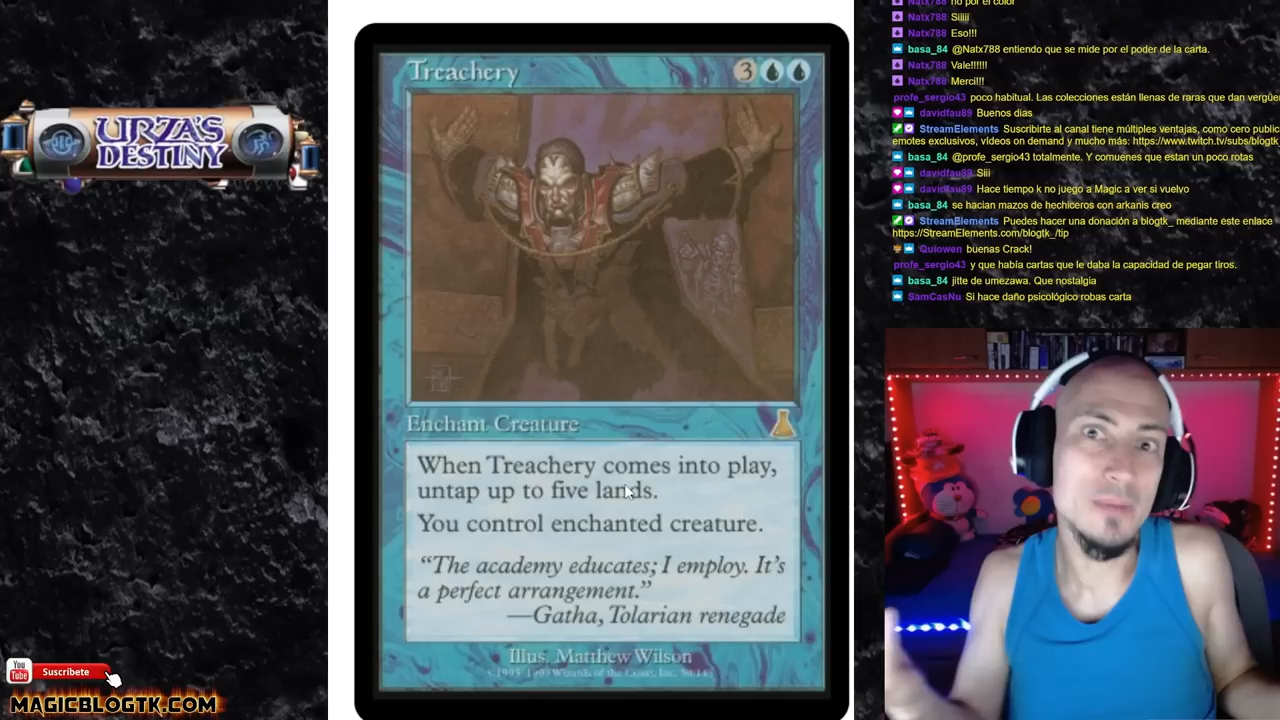 URZA'S
DESTINY
You
Tube
Suscribete
MAGICBLOGTK.COM
Treachery
3
Enchant Creature
When Treachery comes into play,
untap up to five lands.
You control enchanted creature.
“The academy educates; I employ. It's
a perfect arrangement.”
—Gatha, Tolarian renegade
Illus. Matthew Wilson
Natx788 no por el color
Natx788 Siiiii
Natx788 Eso!!!
basa_84 @Natx788 entiendo que se mide por el poder de la carta.
Natx788 Vale!!!!!!
Natx788 Merci!!!
profe_sergio43 poco habitual. Las colecciones están llenas de raras que dan vergüen
davidfau89 Buenos dias
StreamElements Suscribirte al canal tiene múltiples ventajas, como cero public
emotes exclusivos, vídeos on demand y mucho más: https://www.twitch.tv/subs/blogtk_
basa_84 @profe_sergio43 totalmente. Y comuenes que estan un poco rotas
davidfau89 Siii
davidfau89 Hace tiempo k no juego a Magic a ver si vuelvo
basa_84 se hacian mazos de hechiceros con arkanis creo
StreamElements Puedes hacer una donación a blogtk_ mediante este enlace
https://StreamElements.com/blogtk_/tip
Quiowen buenas Crack!
profe_sergio43 y que había cartas que le daba la capacidad de pegar tiros.
basa_84 jitte de umezawa. Que nostalgia
SamCasNu Si hace daño psicológico robas carta